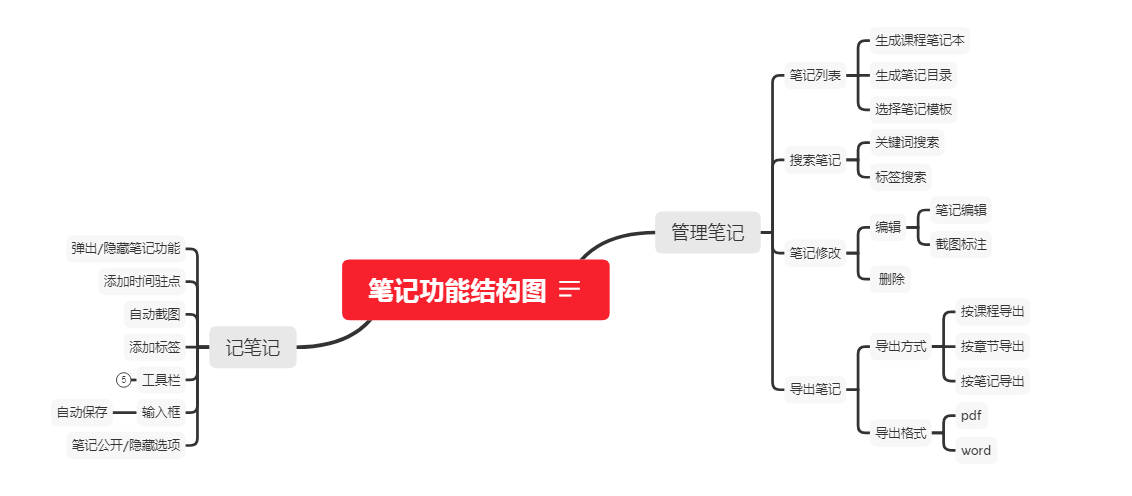 笔记功能结构图
管理笔记
笔记列表
生成课程笔记本
生成笔记目录
选择笔记模板
搜索笔记
关键词搜索
标签搜索
笔记修改
编辑
笔记编辑
截图标注
删除
导出笔记
导出方式
按课程导出
按章节导出
按笔记导出
导出格式
pdf
word
记笔记
弹出/隐藏笔记功能
添加时间驻点
自动截图
添加标签
工具栏
5
输入框
自动保存
笔记公开/隐藏选项